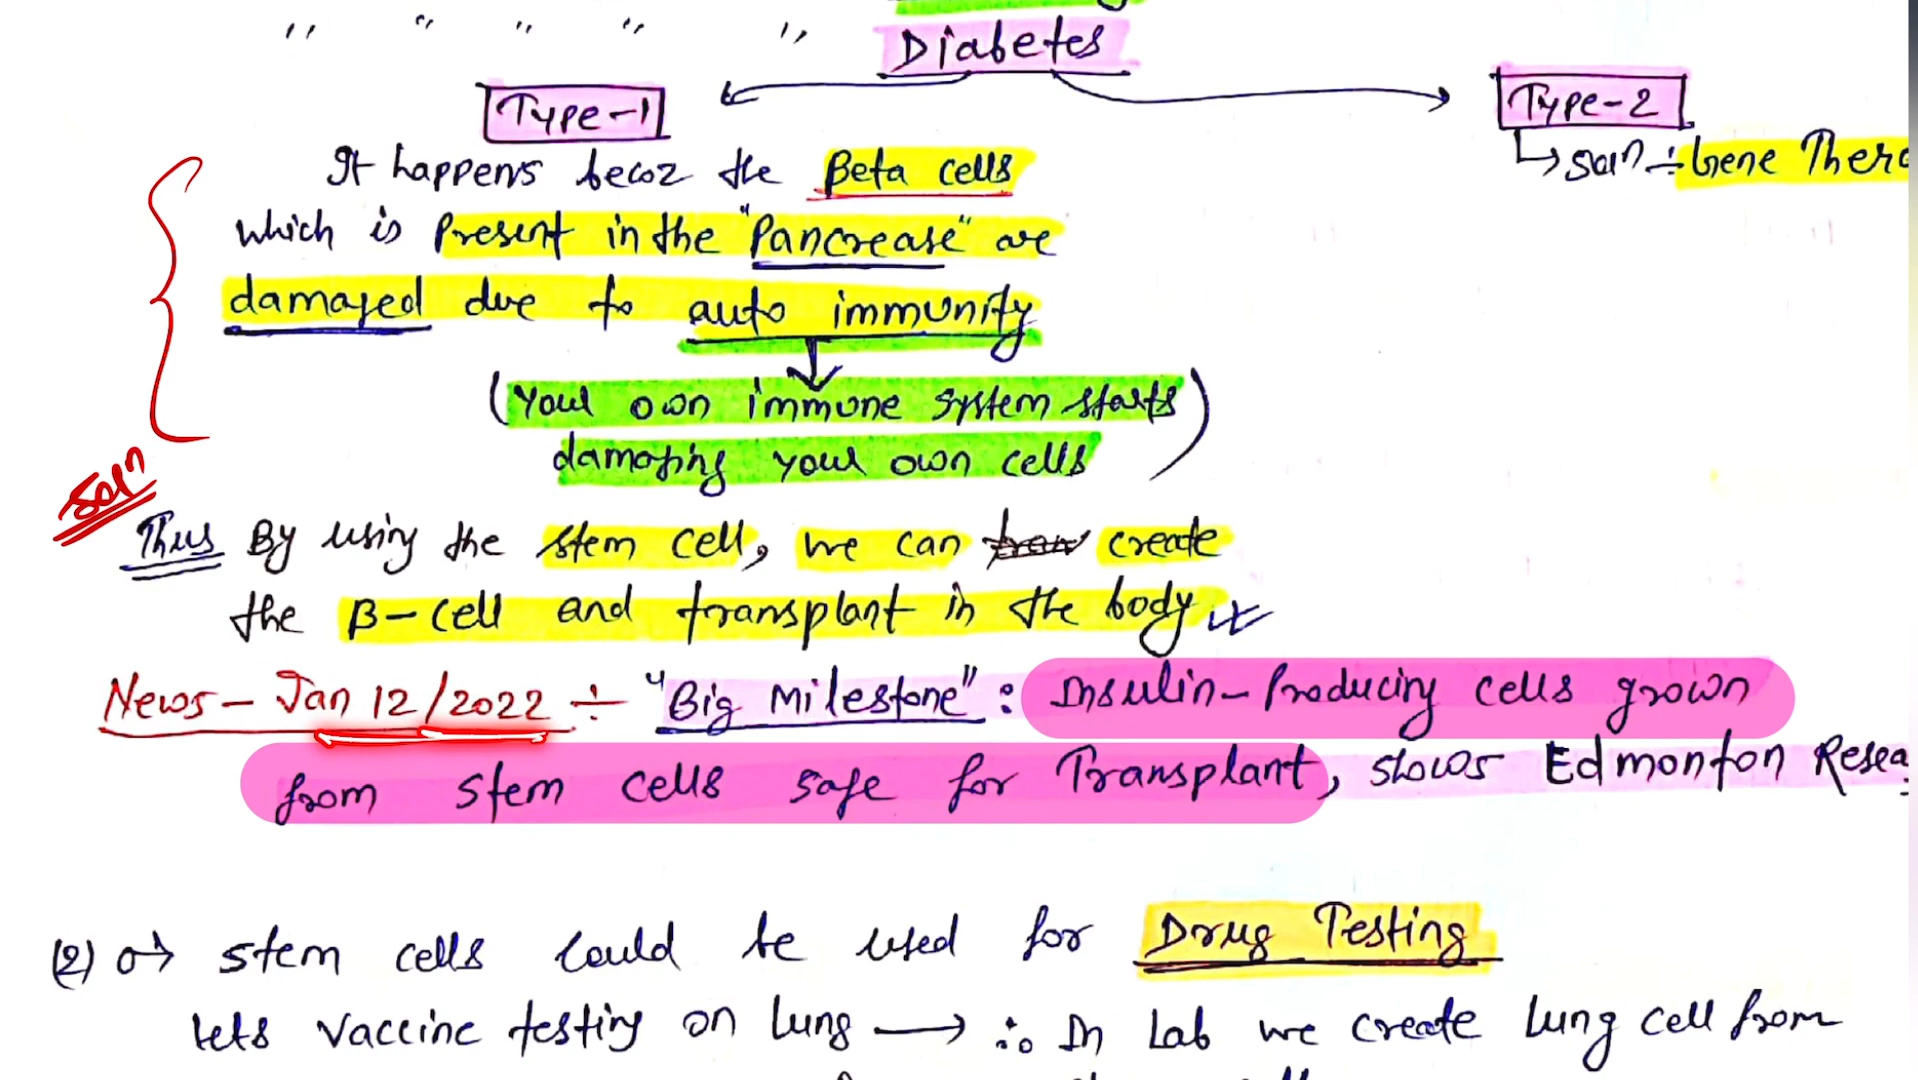 " " " " "
Diabetes
Type-1
Type-2
It happens becoz the Beta cells
↳ soln ÷ Gene Thera
which is Present in the "Pancrease" are
damaged due to auto immunity
(Your own immune system starts
damaging your own cells)
soln
Thus By using the stem cell, we can create
the B-cell and transplant in the body
News - Jan 12/2022 ÷ "Big Milestone" : Insulin-Producing cells grown
from stem cells safe for Transplant, shows Edmonton Resea
(2) → stem cells could be used for Drug Testing
lets vaccine testing on lung → ∴ In Lab we create lung cell from